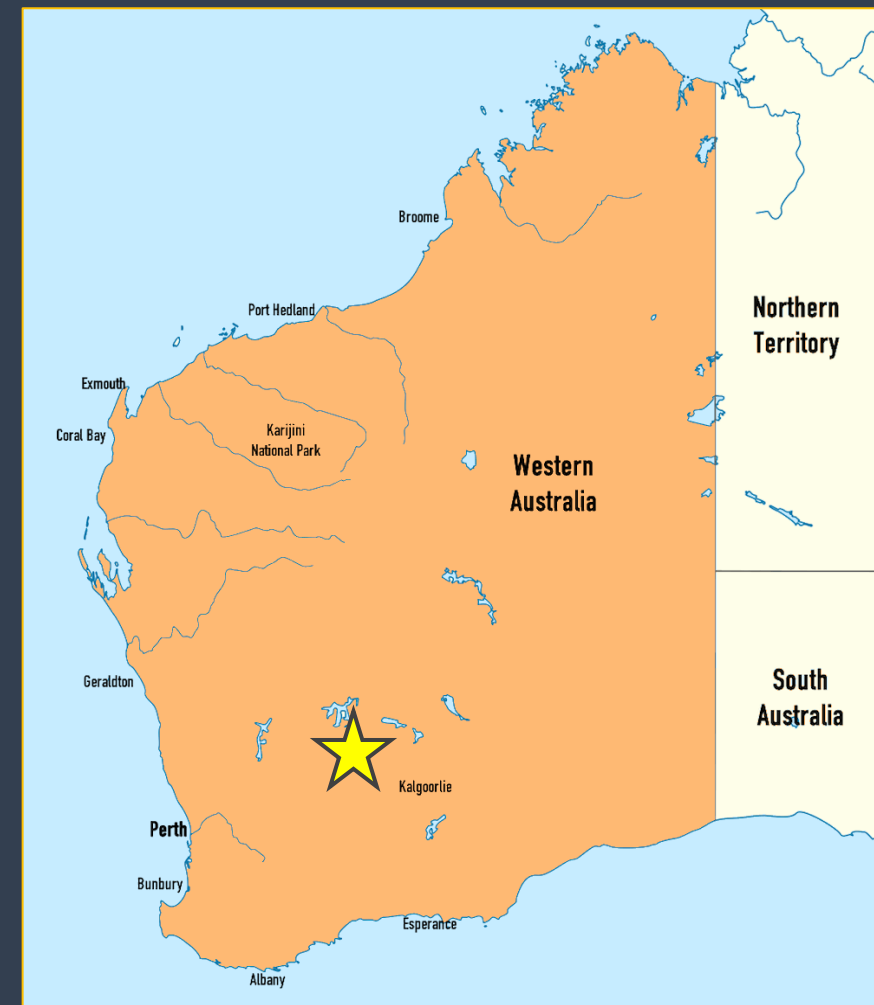 Broome
Northern
Territory
Port Hedland
Exmouth
Coral Bay
Karijini
National Park
Western
Australia
Geraldton
South
Australia
Kalgoorlie
Perth
Bunbury
Esperance
Albany